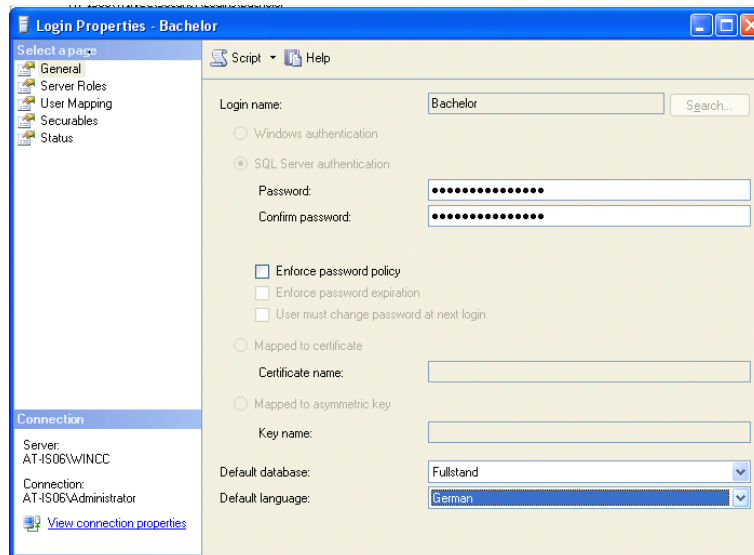 Login Properties - Bachelor
Select a page
General
Server Roles
User Mapping
Securables
Status
Script Help
Login name: Bachelor Search...
Windows authentication
SQL Server authentication
Password: ●●●●●●●●●●●●●●●
Confirm password: ●●●●●●●●●●●●●●●
Enforce password policy
Enforce password expiration
User must change password at next login
Mapped to certificate
Certificate name:
Mapped to asymmetric key
Key name:
Default database: Fullstand
Default language: German
Connection
Server:
AT-IS06\WINCC
Connection:
AT-IS06\Administrator
View connection properties